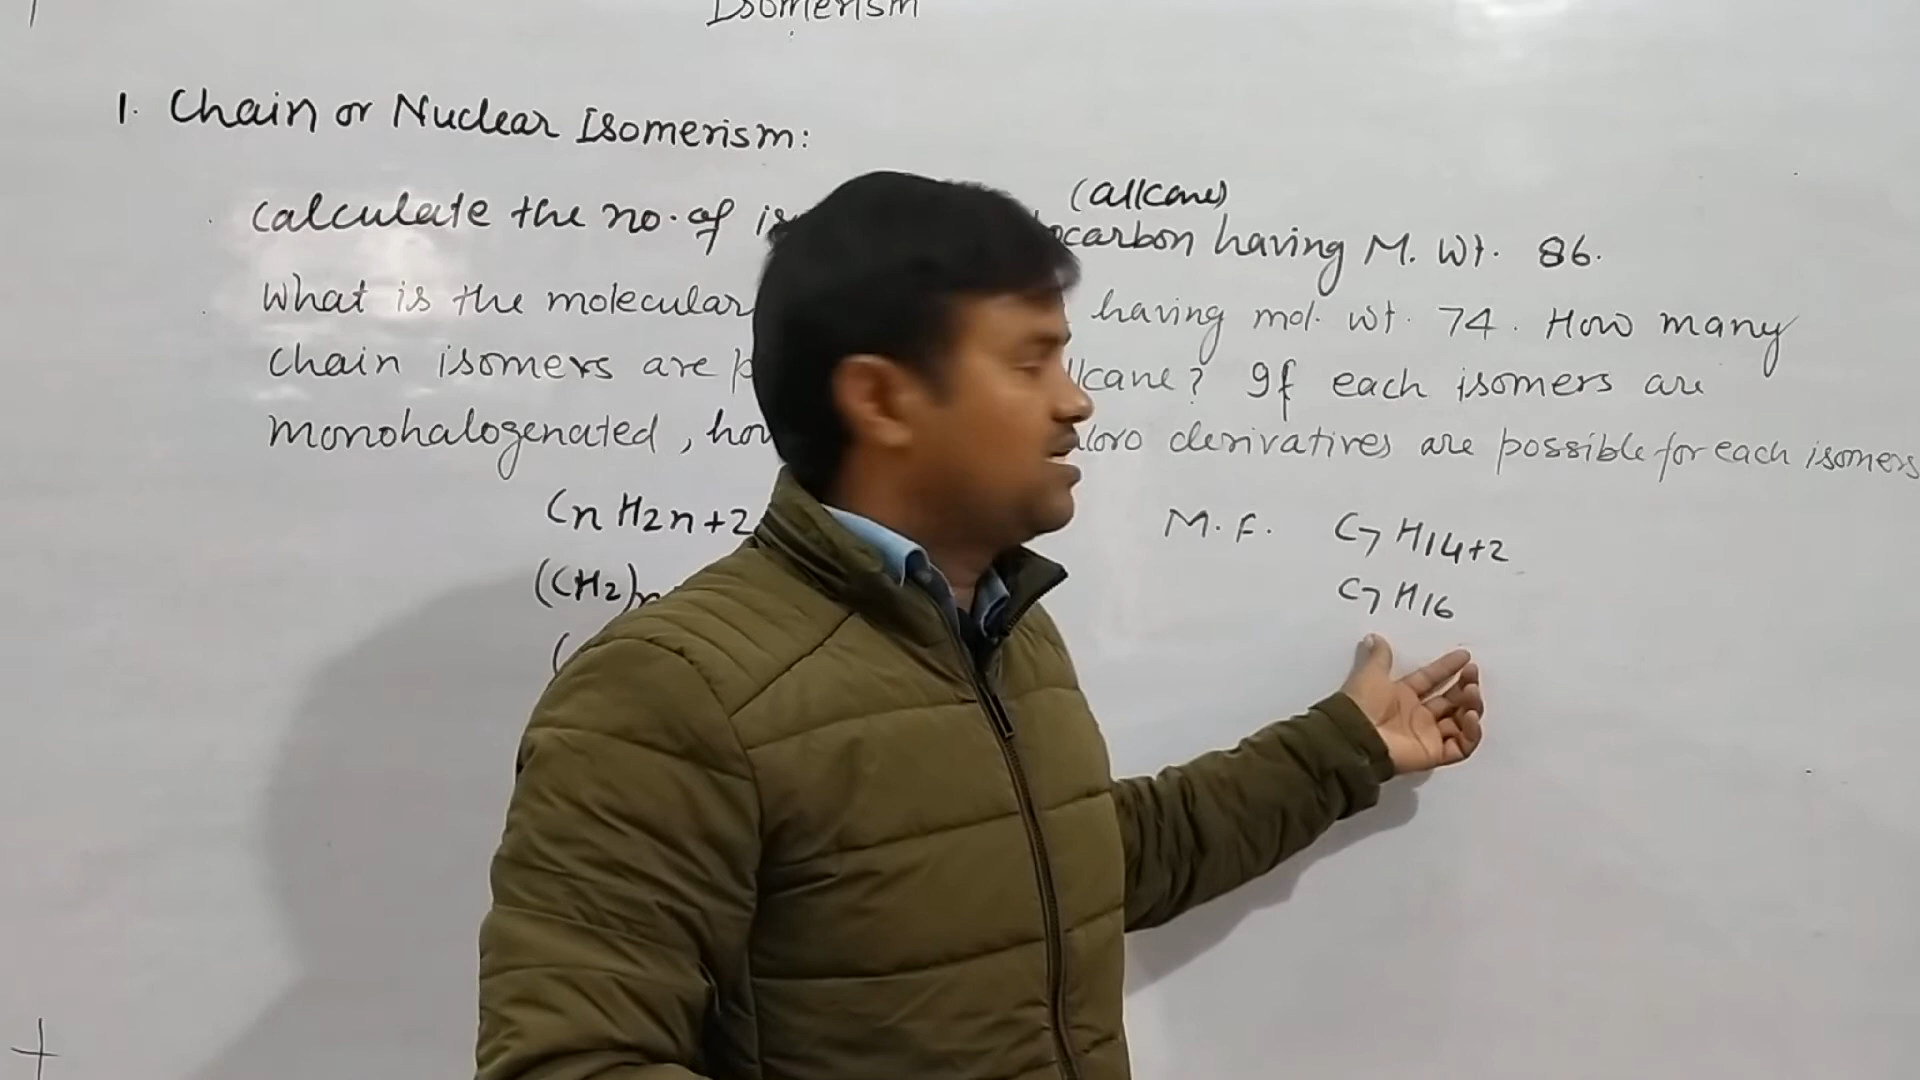 Isomerism
1. Chain or Nuclear Isomerism:
(alkane)
Calculate the no. of carbon having M. Wt. 86.
What is the molecular having mol. wt. 74. How many
Chain isomers are kane? If each isomers are
monohalogenated, loro derivatives are possible for each isomers
CnH2n+2 M.F. C7H14+2
(CH2)n C7H16